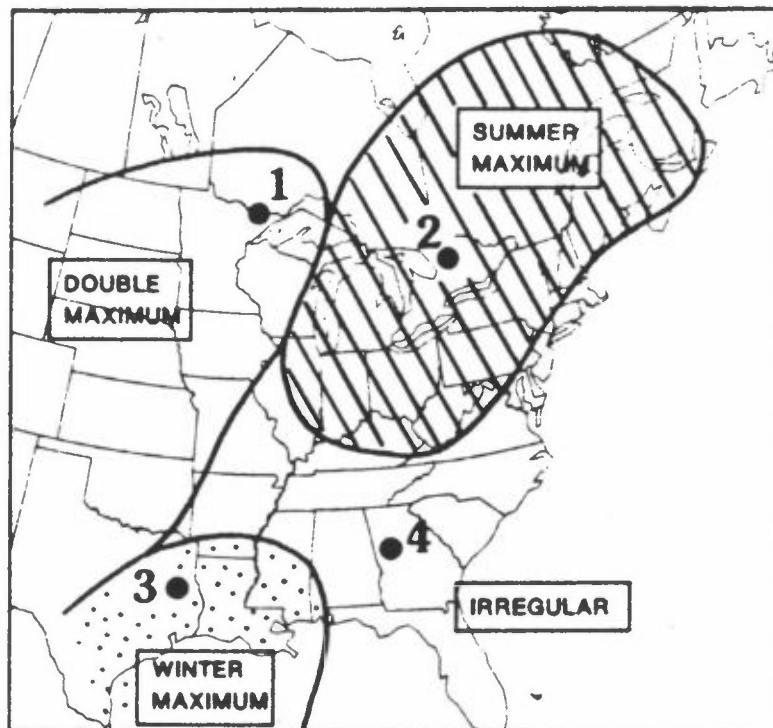 SUMMER
MAXIMUM
1
2
DOUBLE
MAXIMUM
4
3
IRREGULAR
WINTER
MAXIMUM